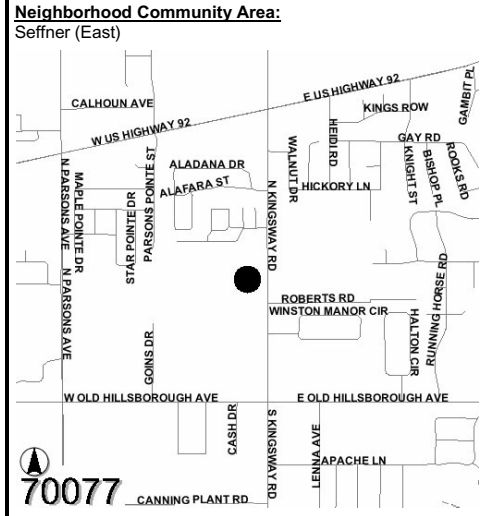 Neighborhood Community Area:
Seffner (East)
CALHOUN AVE
W US HIGHWAY 92
E US HIGHWAY 92
KINGS ROW
GAMBIT PL
GAY RD
HEIDI RD
WALNUT DR
KNIGHT ST
BISHOP PL
ROOKS RD
N PARSONS AVE
MAPLE POINTE DR
STAR POINTE DR
PARSONS POINTE ST
ALADANA DR
ALAFARA ST
HICKORY LN
N KINGSWAY RD
N PARSONS AVE
ROBERTS RD
WINSTON MANOR CIR
HALTON CIR
RUNNING HORSE RD
GOINS DR
W OLD HILLSBOROUGH AVE
E OLD HILLSBOROUGH AVE
CASH DR
S KINGSWAY RD
LENNA AVE
APACHE LN
70077
CANNING PLANT RD